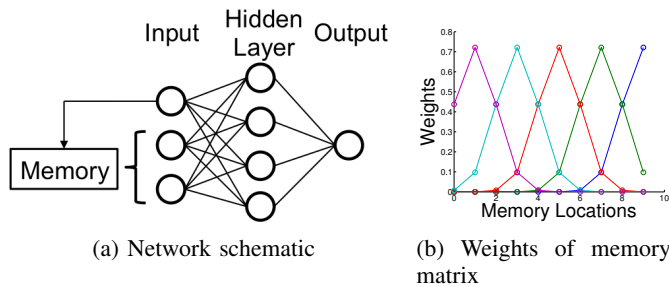 Input
Hidden
Layer
Output
Memory
(a) Network schematic
0.8
0.7
0.6
0.5
0.4
0.3
0.2
0.1
0
Weights
0 2 4 6 8 10
Memory Locations
(b) Weights of memory
matrix